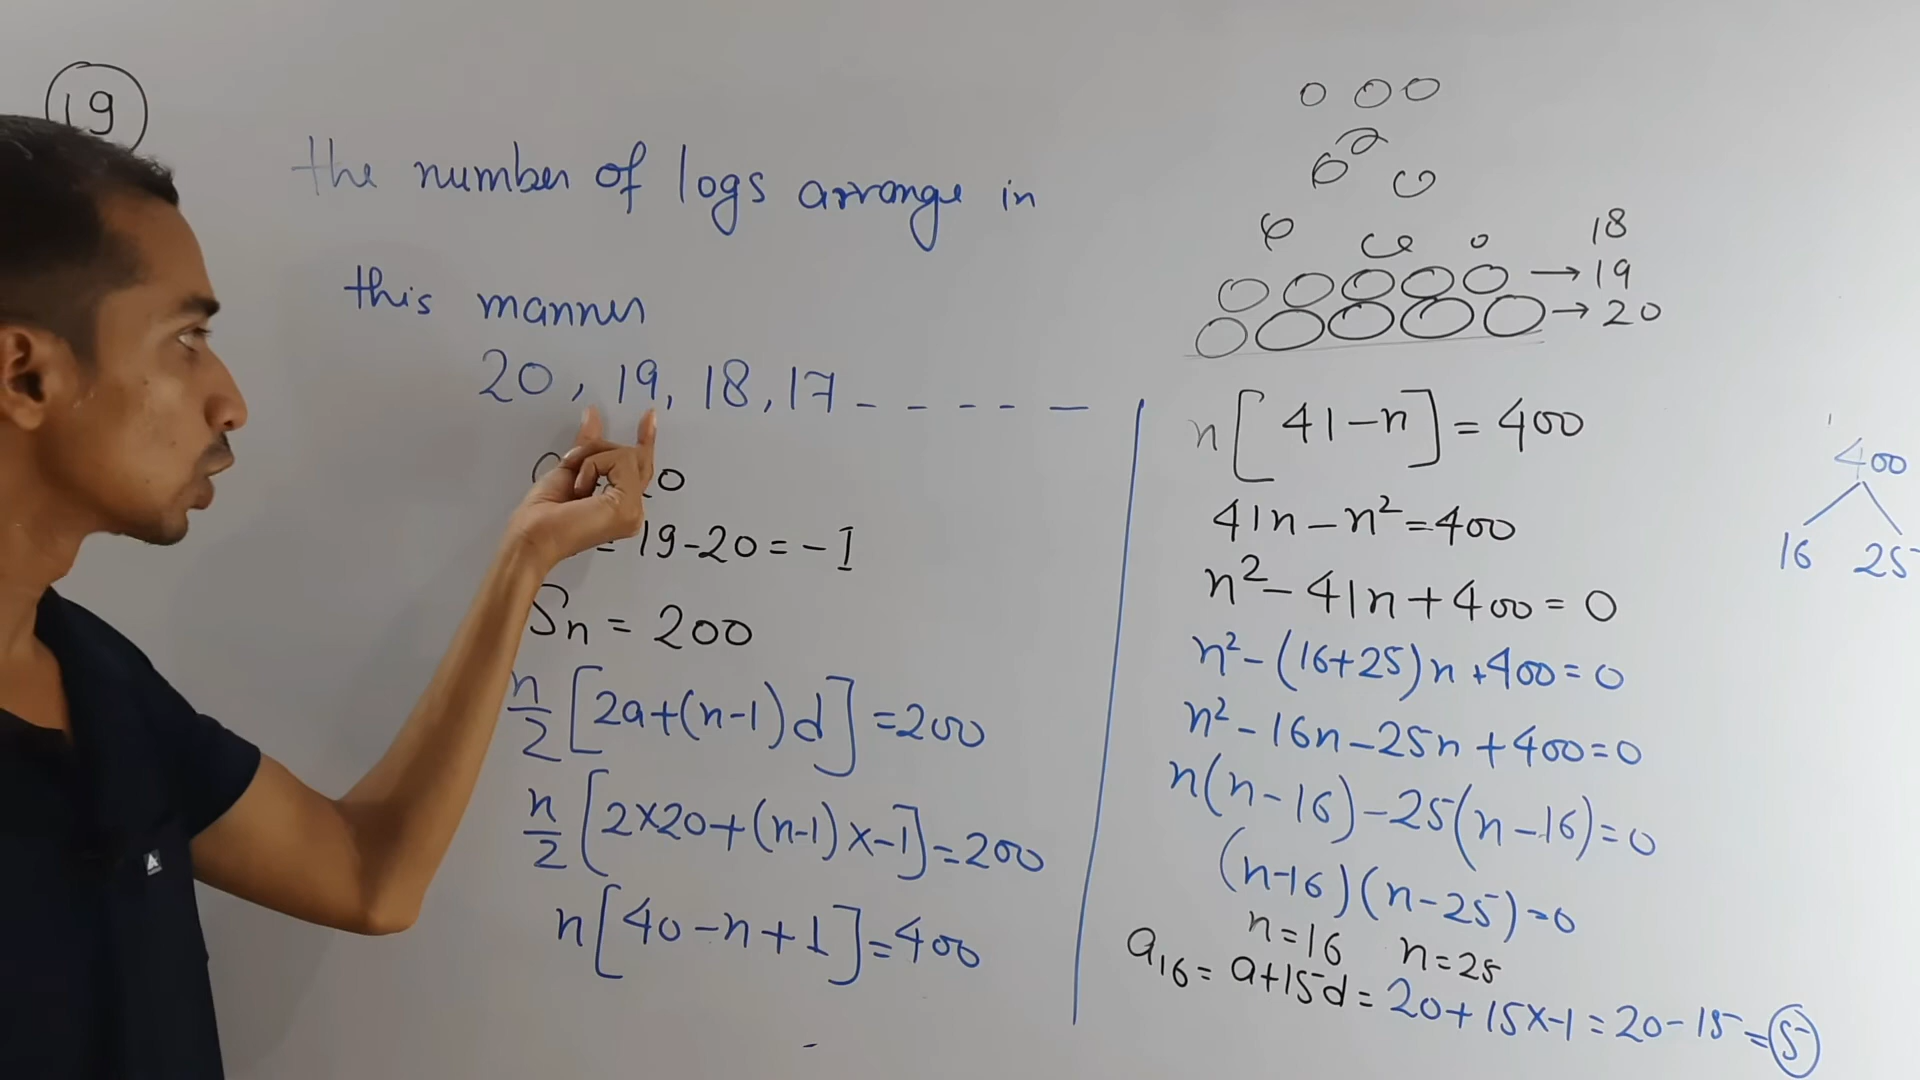 19
the number of logs arrange in
this manner
20, 19, 18, 17 - - - - -
= 19-20 = -1
Sn = 200
n/2 [2a+(n-1)d] = 200
n/2 [2×20+(n-1)×-1] = 200
n[40-n+1] = 400
18
→ 19
→ 20
n[41-n] = 400
41n-n² = 400
n²-41n+400 = 0
n²-(16+25)n+400 = 0
n²-16n-25n+400 = 0
n(n-16)-25(n-16) = 0
(n-16)(n-25) = 0
n=16 n=25
a₁₆ = a+15d = 20+15×-1 = 20-15 = 5
400
16 25